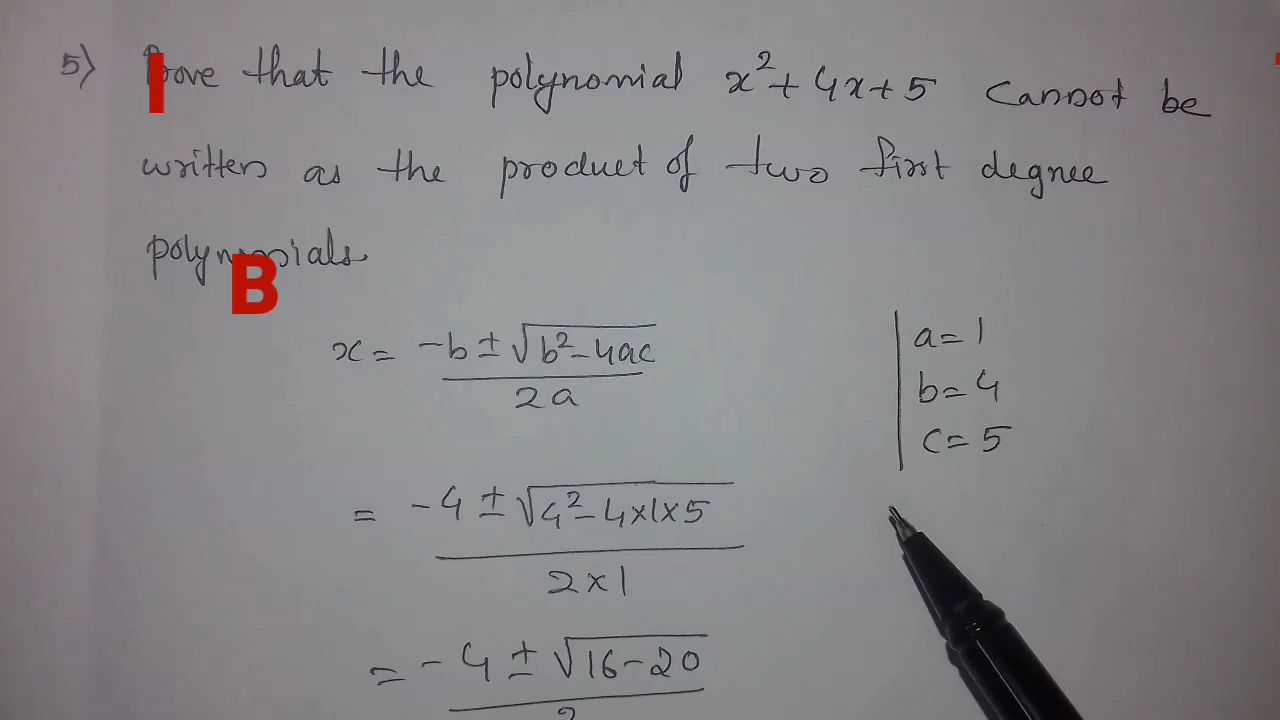 5) Prove that the polynomial x²+4x+5 cannot be
written as the product of two first degree
polynomials.
B
x = -b ± √b²-4ac
2a
a=1
b=4
c=5
= -4 ± √4²-4×1×5
2×1
= -4 ± √16-20
2